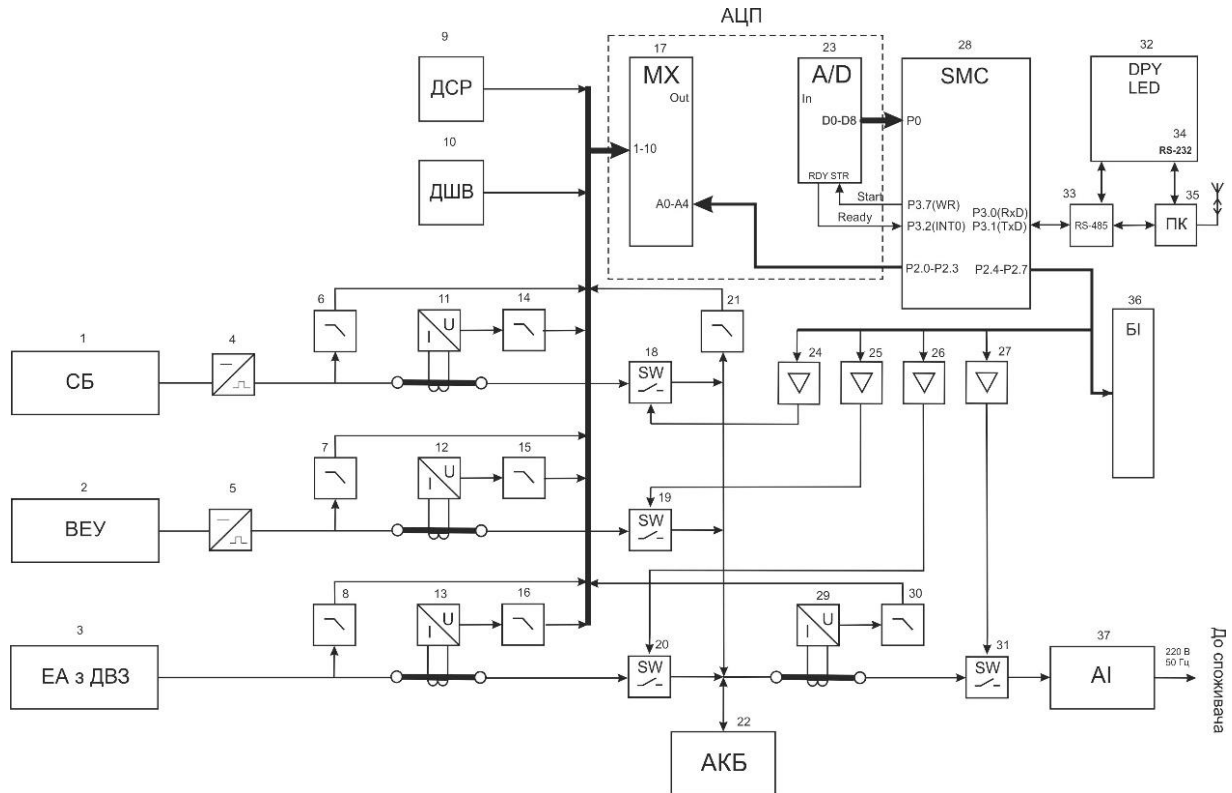 АЦП
9
ДСР
10
ДШВ
17
MX
Out
1-10
A0-A4
23
A/D
In
D0-D8
RDY STR
Start
Ready
28
SMC
P0
P3.7(WR)
P3.2(INT0)
P3.0(RxD)
P3.1(TxD)
P2.0-P2.3
P2.4-P2.7
32
DPY
LED
34
RS-232
33
RS-485
35
ПК
36
БІ
1
СБ
4
6
11
U
I
14
18
SW
21
24
25
26
27
2
ВЕУ
5
7
12
U
I
15
19
SW
3
ЕА з ДВЗ
8
13
U
I
16
20
SW
29
U
I
30
31
SW
37
АІ
220 В
50 Гц
До споживача
22
АКБ